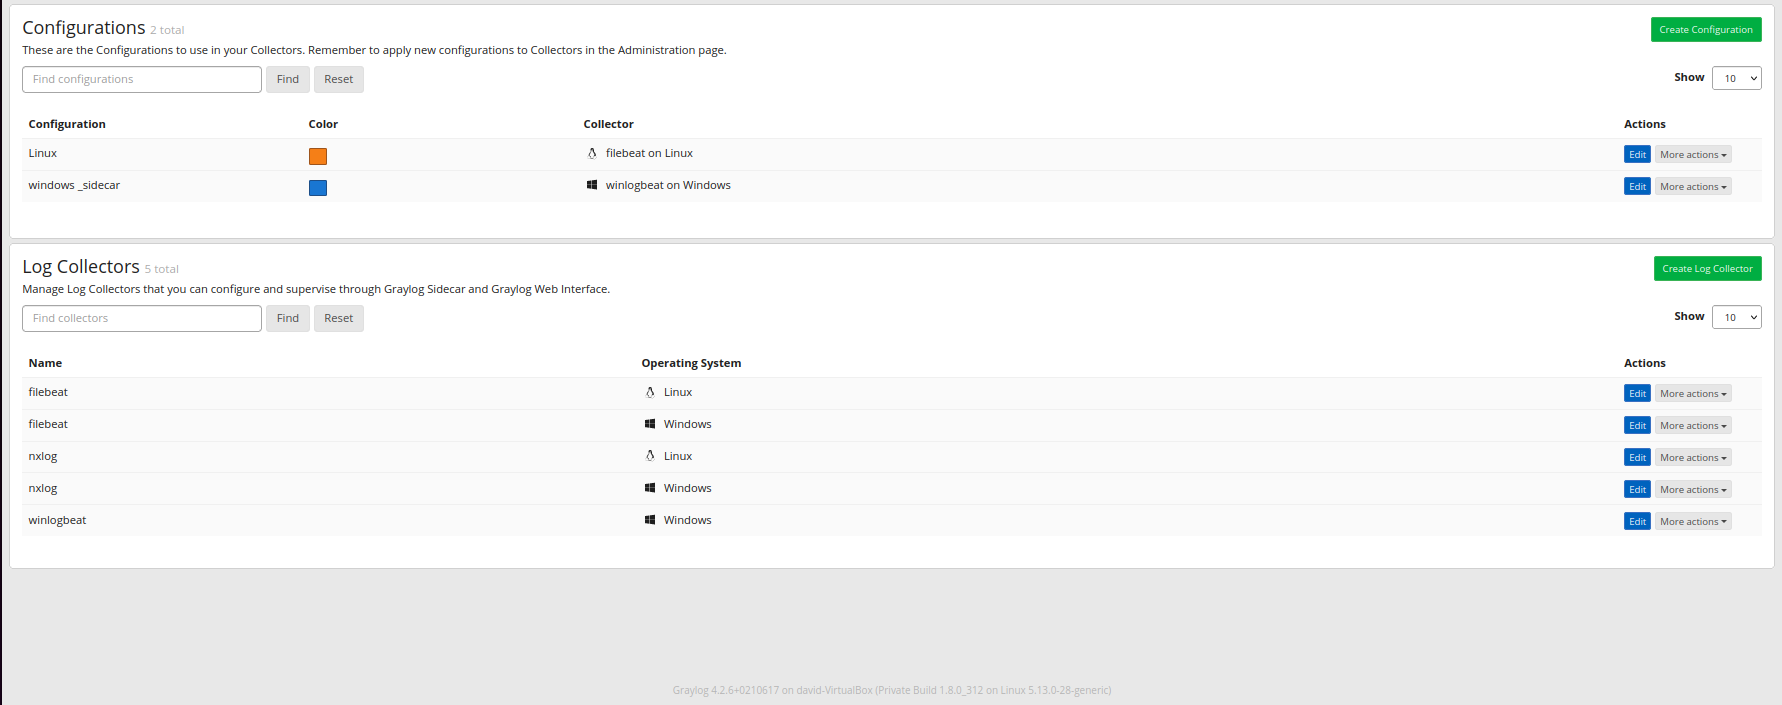 Configurations 2 total
Create Configuration
These are the Configurations to use in your Collectors. Remember to apply new configurations to Collectors in the Administration page.
Find configurations Find Reset Show 10
Configuration Color Collector Actions
Linux filebeat on Linux Edit More actions
windows _sidecar winlogbeat on Windows Edit More actions
Log Collectors 5 total
Create Log Collector
Manage Log Collectors that you can configure and supervise through Graylog Sidecar and Graylog Web Interface.
Find collectors Find Reset Show 10
Name Operating System Actions
filebeat Linux Edit More actions
filebeat Windows Edit More actions
nxlog Linux Edit More actions
nxlog Windows Edit More actions
winlogbeat Windows Edit More actions
Graylog 4.2.6+0210617 on david-VirtualBox (Private Build 1.8.0_312 on Linux 5.13.0-28-generic)